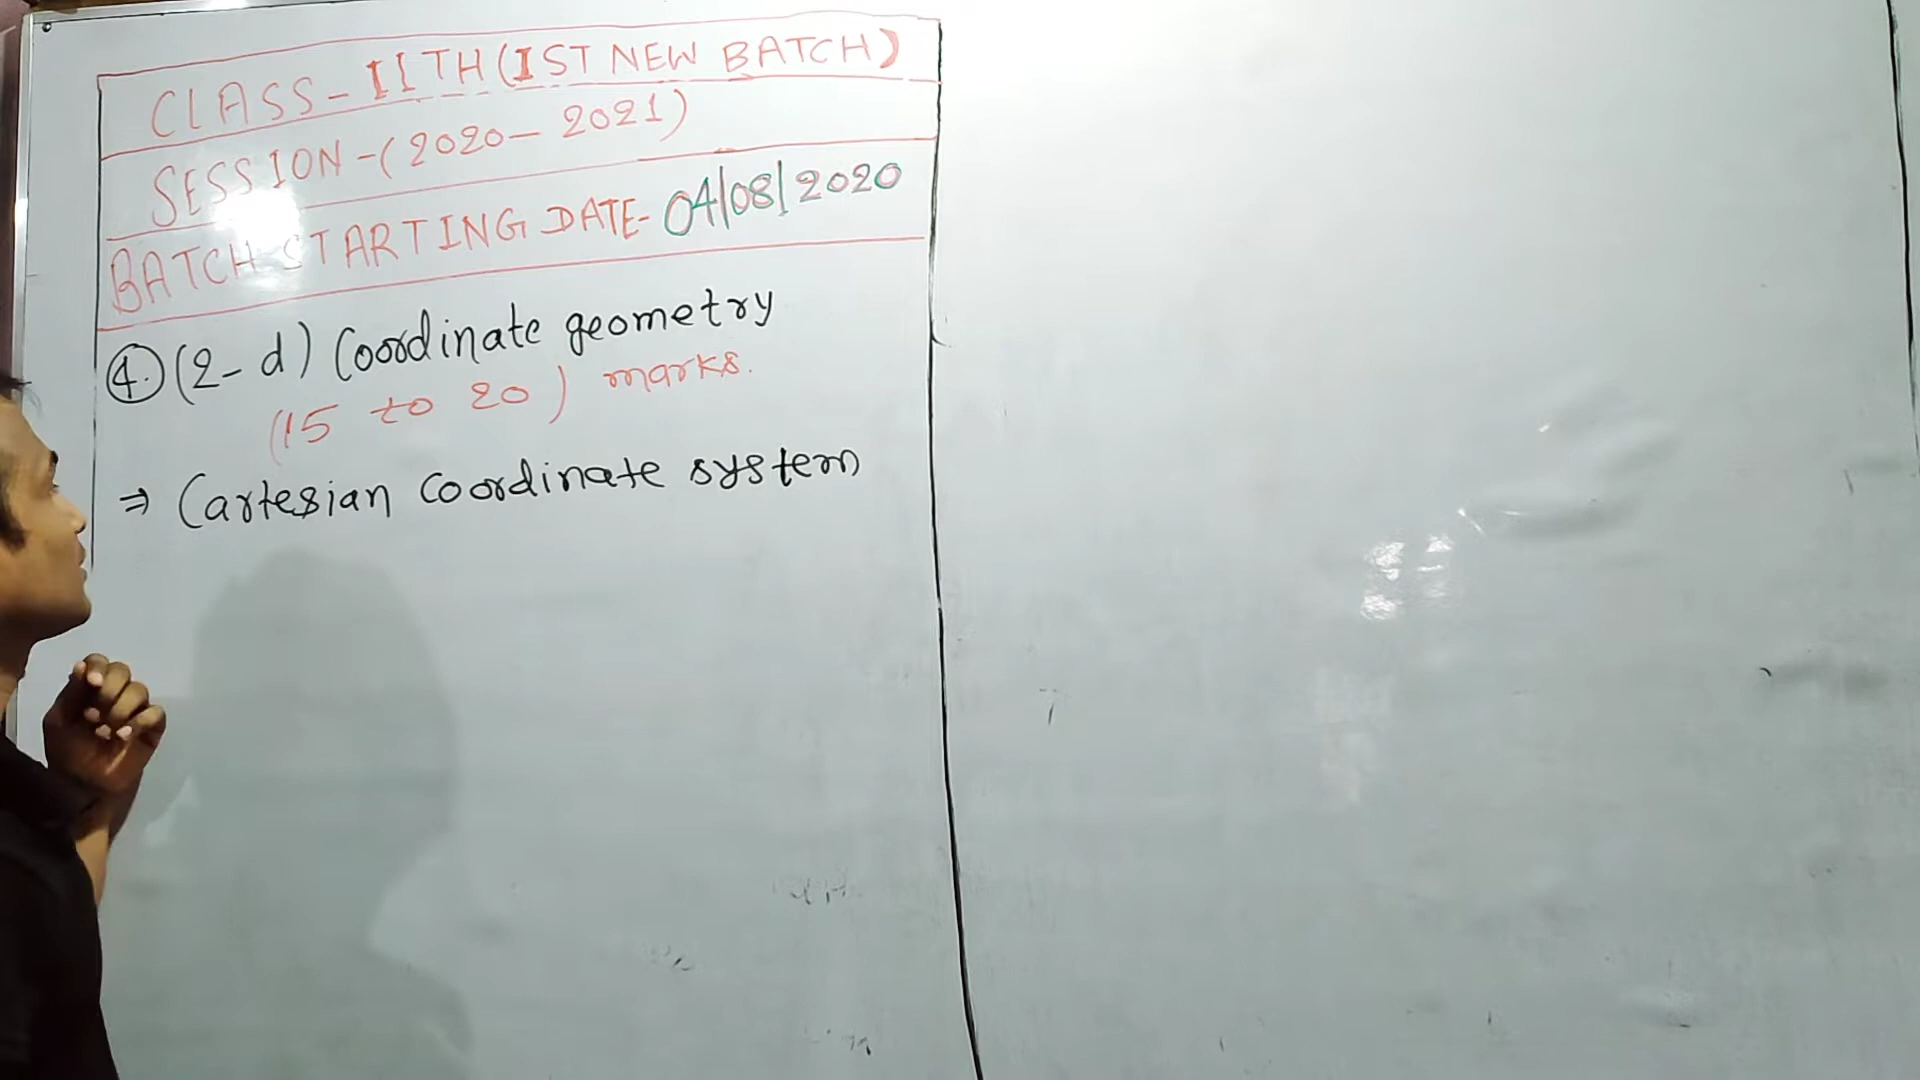 CLASS-11TH (1ST NEW BATCH)
SESSION-(2020-2021)
BATCH STARTING DATE-04/08/2020
4. (2-d) Coordinate geometry
(15 to 20) marks.
⇒ Cartesian Coordinate system